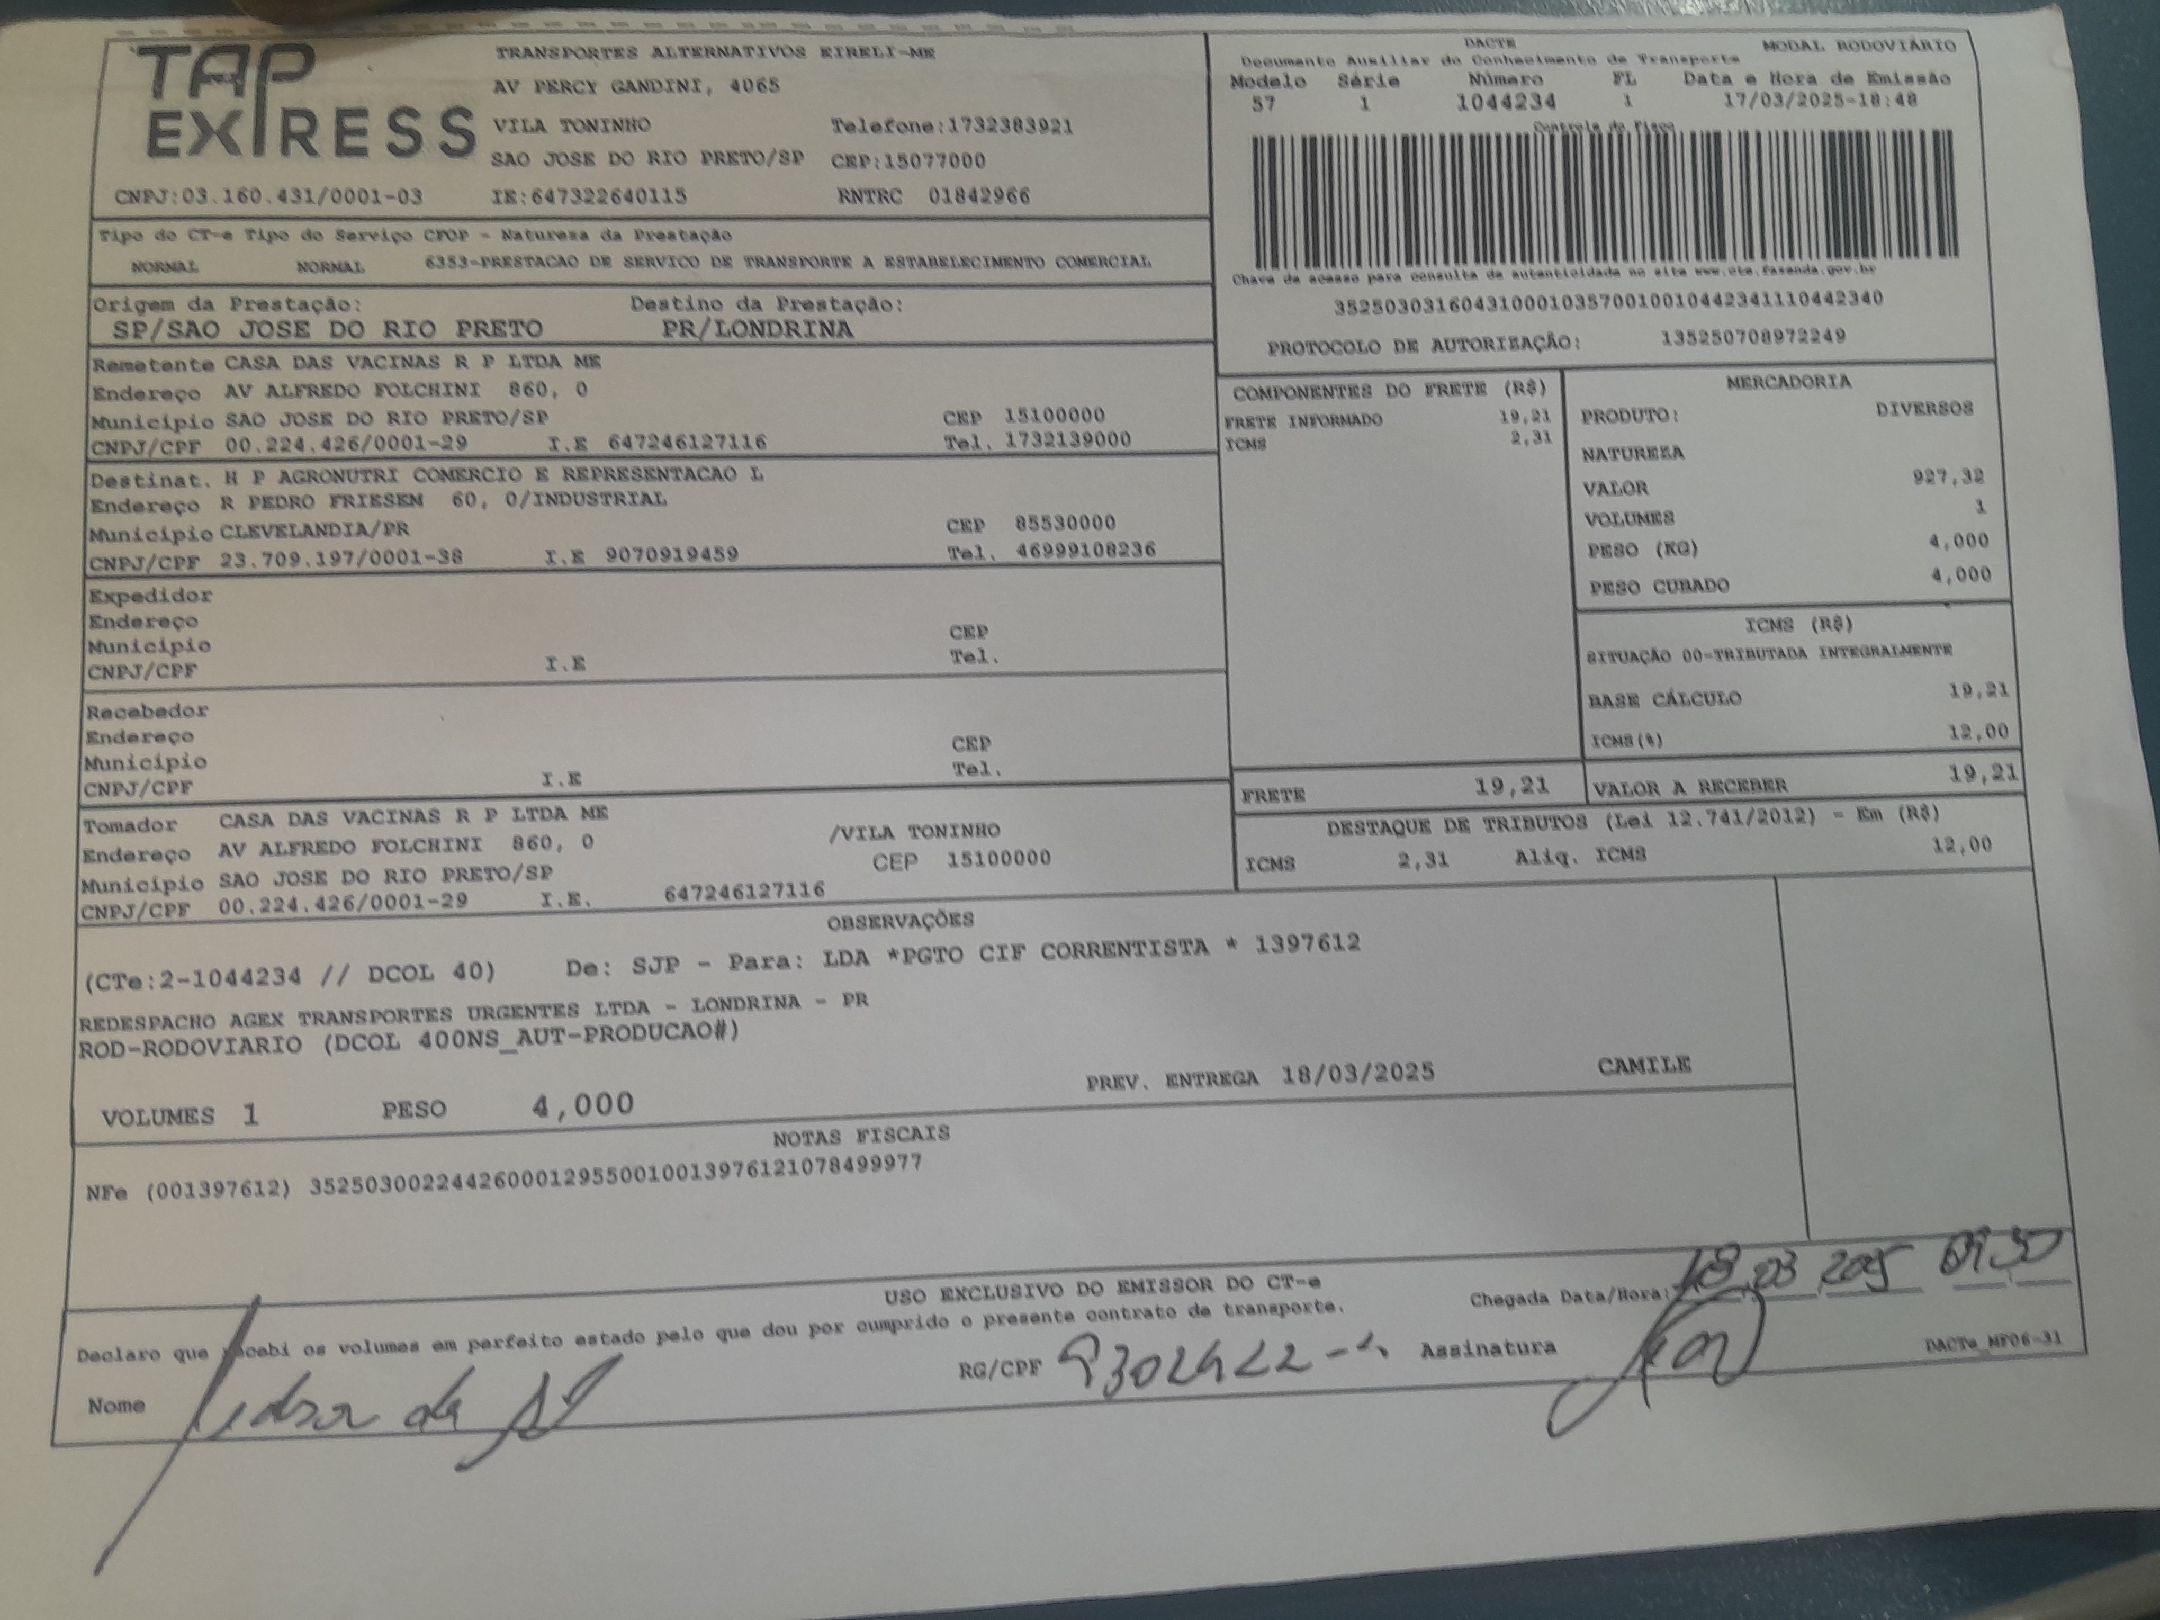 TAP EXPRESS
TRANSPORTES ALTERNATIVOS EIRELI-ME
AV PERCY GANDINI, 4065
VILA TONINHO Telefone:1732383921
SAO JOSE DO RIO PRETO/SP CEP:15077000
CNPJ:03.160.431/0001-03 IE:647322640115 RNTRC 01842966
DACTE MODAL RODOVIÁRIO
Documento Auxiliar do Conhecimento de Transporte
Modelo Série Número FL Data e Hora de Emissão
57 1 1044234 1 17/03/2025-18:48
Controle do Fisco
Chave de acesso para consulta de autenticidade no site www.cte.fazenda.gov.br
35250303160431000103570010010442341110442340
PROTOCOLO DE AUTORIZAÇÃO: 135250708972249
Tipo do CT-e Tipo do Serviço CFOP - Natureza da Prestação
NORMAL NORMAL 6353-PRESTACAO DE SERVICO DE TRANSPORTE A ESTABELECIMENTO COMERCIAL
Origem da Prestação: Destino da Prestação:
SP/SAO JOSE DO RIO PRETO PR/LONDRINA
Remetente CASA DAS VACINAS R P LTDA ME
Endereço AV ALFREDO FOLCHINI 860, 0
Município SAO JOSE DO RIO PRETO/SP CEP 15100000
CNPJ/CPF 00.224.426/0001-29 I.E 647246127116 Tel. 1732139000
Destinat. H P AGRONUTRI COMERCIO E REPRESENTACAO L
Endereço R PEDRO FRIESEM 60, 0/INDUSTRIAL
Município CLEVELANDIA/PR CEP 85530000
CNPJ/CPF 23.709.197/0001-38 I.E 9070919459 Tel. 46999108236
Expedidor
Endereço
Município CEP
CNPJ/CPF I.E Tel.
Recebedor
Endereço
Município CEP
CNPJ/CPF I.E Tel.
Tomador CASA DAS VACINAS R P LTDA ME
Endereço AV ALFREDO FOLCHINI 860, 0 /VILA TONINHO
Município SAO JOSE DO RIO PRETO/SP CEP 15100000
CNPJ/CPF 00.224.426/0001-29 I.E. 647246127116
COMPONENTES DO FRETE (R$)
FRETE INFORMADO 19,21
ICMS 2,31
MERCADORIA
PRODUTO: DIVERSOS
NATUREZA
VALOR 927,32
VOLUMES 1
PESO (KG) 4,000
PESO CUBADO 4,000
ICMS (R$)
SITUAÇÃO 00-TRIBUTADA INTEGRALMENTE
BASE CÁLCULO 19,21
ICMS(%) 12,00
FRETE 19,21 VALOR A RECEBER 19,21
DESTAQUE DE TRIBUTOS (Lei 12.741/2012) - Em (R$)
ICMS 2,31 Aliq. ICMS 12,00
OBSERVAÇÕES
(CTe:2-1044234 // DCOL 40) De: SJP - Para: LDA *PGTO CIF CORRENTISTA * 1397612
REDESPACHO AGEX TRANSPORTES URGENTES LTDA - LONDRINA - PR
ROD-RODOVIARIO (DCOL 400NS_AUT-PRODUCAO#)
PREV. ENTREGA 18/03/2025 CAMILE
VOLUMES 1 PESO 4,000
NOTAS FISCAIS
NFe (001397612) 35250300224426000129550010013976121078499977
USO EXCLUSIVO DO EMISSOR DO CT-e
Declaro que recebi os volumes em perfeito estado pelo que dou por cumprido o presente contrato de transporte.
Chegada Data/Hora: 18 03 09 30
Nome da RG/CPF Assinatura
DACTe_MF06-31